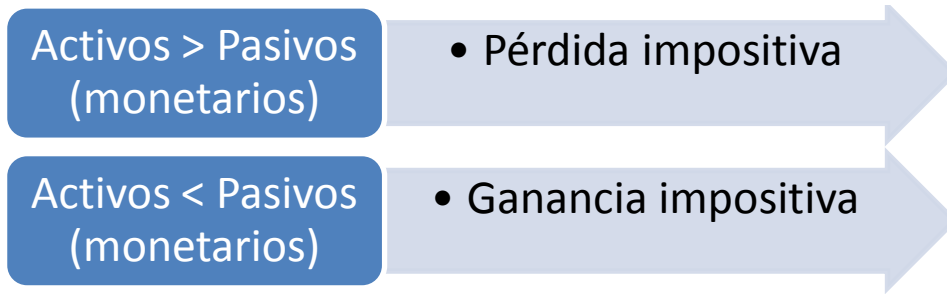 Activos > Pasivos
(monetarios)
• Pérdida impositiva
Activos < Pasivos
(monetarios)
• Ganancia impositiva